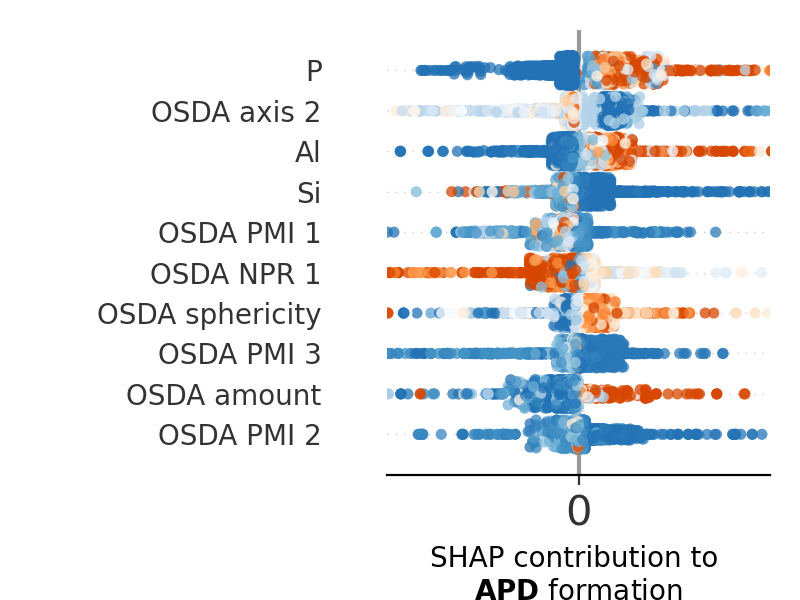 P
OSDA axis 2
Al
Si
OSDA PMI 1
OSDA NPR 1
OSDA sphericity
OSDA PMI 3
OSDA amount
OSDA PMI 2
0
SHAP contribution to
APD formation